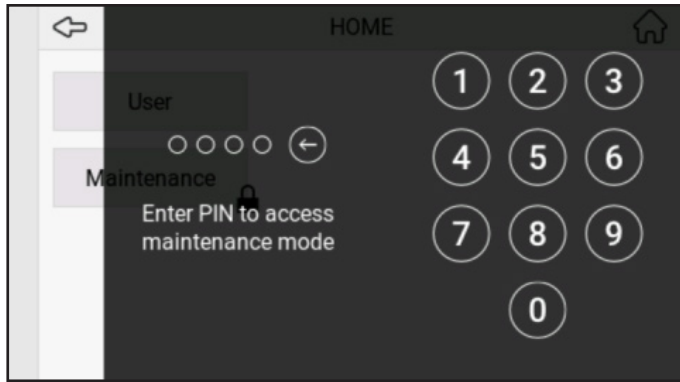 HOME
User
Maintenance
Enter PIN to access
maintenance mode
1 2 3
4 5 6
7 8 9
0